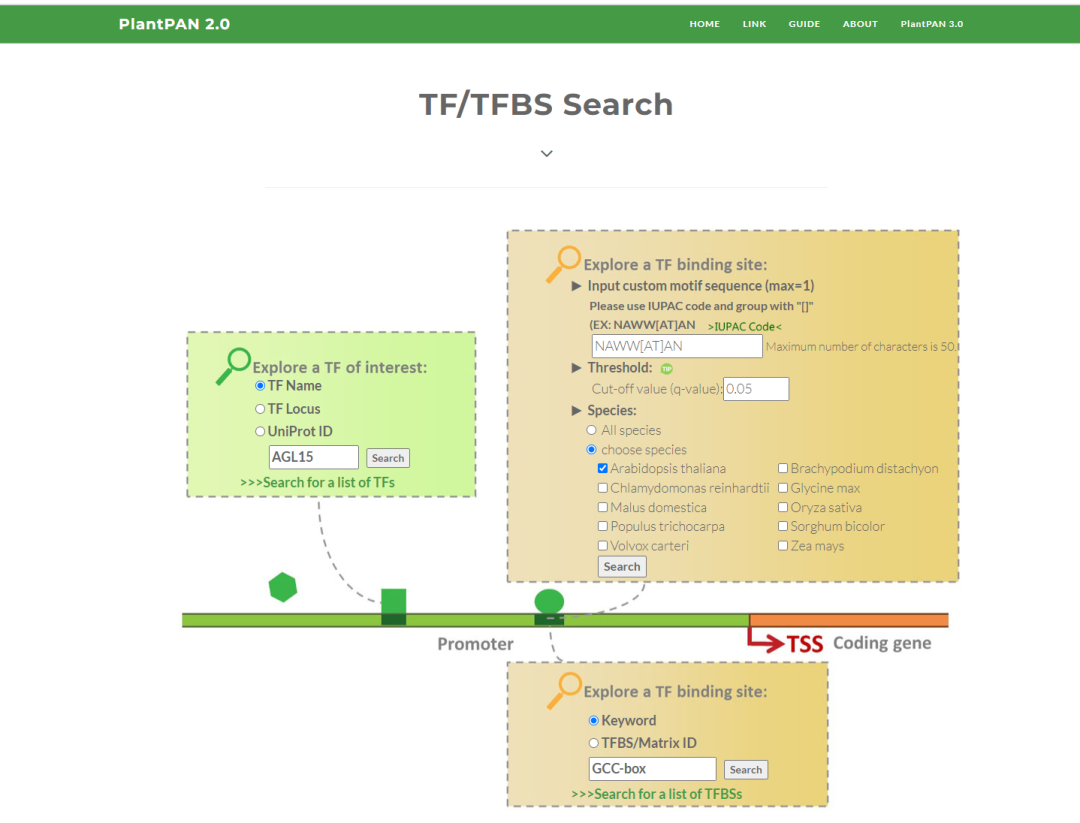 PlantPAN 2.0
HOME LINK GUIDE ABOUT PlantPAN 3.0
TF/TFBS Search
Explore a TF of interest:
TF Name
TF Locus
UniProt ID
AGL15 Search
>>>Search for a list of TFs
Explore a TF binding site:
Input custom motif sequence (max=1)
Please use IUPAC code and group with "[]"
(EX: NAWW[AT]AN >IUPAC Code<
NAWW[AT]AN Maximum number of characters is 50.
Threshold: TIP
Cut-off value (q-value): 0.05
Species:
All species
choose species
Arabidopsis thaliana Brachypodium distachyon
Chlamydomonas reinhardtii Glycine max
Malus domestica Oryza sativa
Populus trichocarpa Sorghum bicolor
Volvox carteri Zea mays
Search
Promoter TSS Coding gene
Explore a TF binding site:
Keyword
TFBS/Matrix ID
GCC-box Search
>>>Search for a list of TFBSs